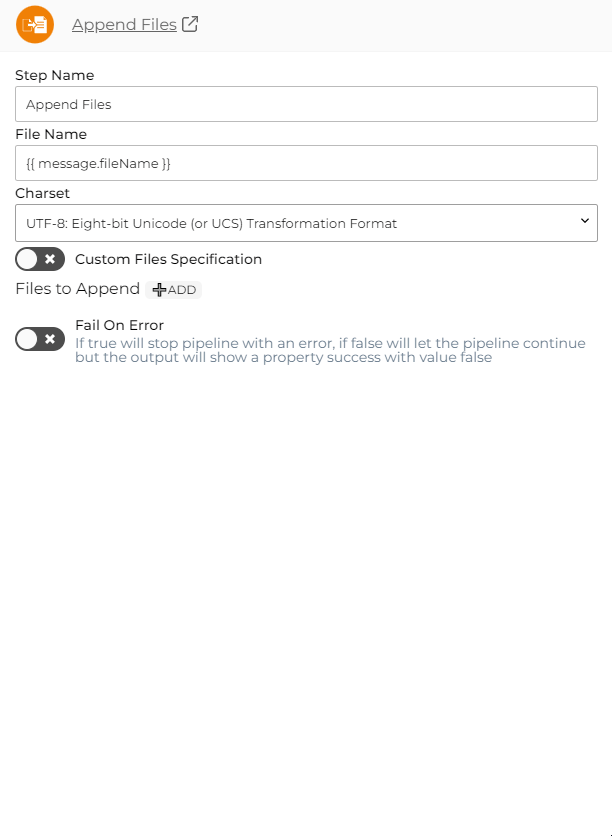 Append Files
Step Name
Append Files
File Name
{{ message.fileName }}
Charset
UTF-8: Eight-bit Unicode (or UCS) Transformation Format
Custom Files Specification
Files to Append ADD
Fail On Error
If true will stop pipeline with an error, if false will let the pipeline continue
but the output will show a property success with value false